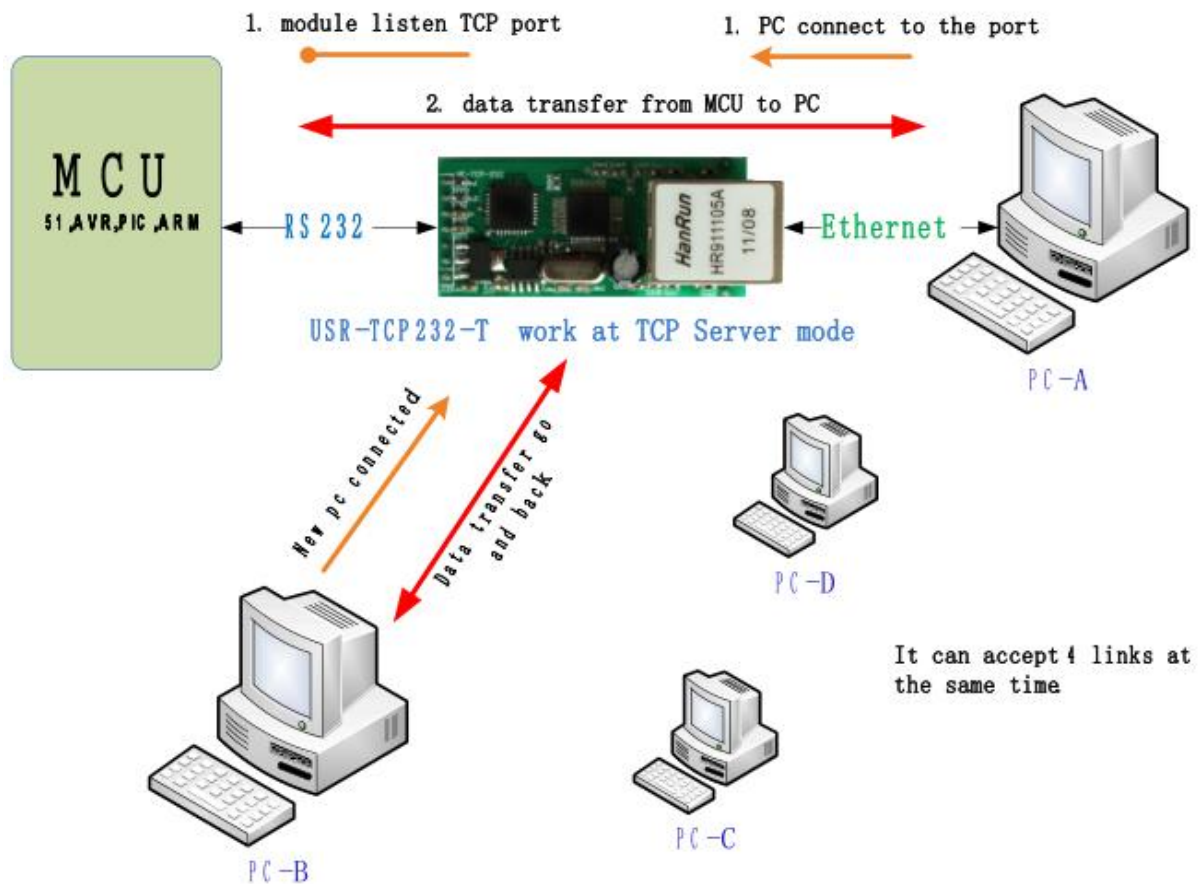 1. module listen TCP port
1. PC connect to the port
2. data transfer from MCU to PC
MCU
51,AVR,PIC,ARM
RS232
HanRun
HR911105A
11/08
Ethernet
USR-TCP232-T work at TCP Server mode
PC-A
New pc connected
Data transfer go
and back
PC-D
It can accept 4 links at
the same time
PC-C
PC-B